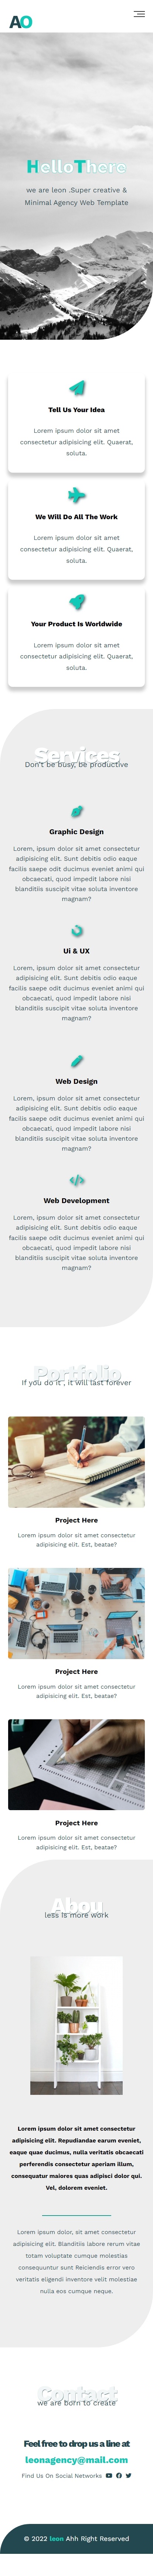 AO
HelloThere
we are leon .Super creative &
Minimal Agency Web Template
Tell Us Your Idea
Lorem ipsum dolor sit amet
consectetur adipisicing elit. Quaerat,
soluta.
We Will Do All The Work
Lorem ipsum dolor sit amet
consectetur adipisicing elit. Quaerat,
soluta.
Your Product Is Worldwide
Lorem ipsum dolor sit amet
consectetur adipisicing elit. Quaerat,
soluta.
Services
Don't be busy, be productive
Graphic Design
Lorem, ipsum dolor sit amet consectetur
adipisicing elit. Sunt debitis odio eaque
facilis saepe odit ducimus eveniet animi qui
obcaecati, quod impedit labore nisi
blanditiis suscipit vitae soluta inventore
magnam?
Ui & UX
Lorem, ipsum dolor sit amet consectetur
adipisicing elit. Sunt debitis odio eaque
facilis saepe odit ducimus eveniet animi qui
obcaecati, quod impedit labore nisi
blanditiis suscipit vitae soluta inventore
magnam?
Web Design
Lorem, ipsum dolor sit amet consectetur
adipisicing elit. Sunt debitis odio eaque
facilis saepe odit ducimus eveniet animi qui
obcaecati, quod impedit labore nisi
blanditiis suscipit vitae soluta inventore
magnam?
Web Development
Lorem, ipsum dolor sit amet consectetur
adipisicing elit. Sunt debitis odio eaque
facilis saepe odit ducimus eveniet animi qui
obcaecati, quod impedit labore nisi
blanditiis suscipit vitae soluta inventore
magnam?
Portfolio
If you do it , it will last forever
Project Here
Lorem ipsum dolor sit amet consectetur
adipisicing elit. Est, beatae?
Project Here
Lorem ipsum dolor sit amet consectetur
adipisicing elit. Est, beatae?
Project Here
Lorem ipsum dolor sit amet consectetur
adipisicing elit. Est, beatae?
Abou
less is more work
Lorem ipsum dolor sit amet consectetur
adipisicing elit. Repudiandae earum eveniet,
eaque quae ducimus, nulla veritatis obcaecati
perferendis consectetur aperiam illum,
consequatur maiores quas adipisci dolor qui.
Vel, dolorem eveniet.
Lorem ipsum dolor, sit amet consectetur
adipisicing elit. Blanditiis labore rerum vitae
totam voluptate cumque molestias
consequuntur sunt Reiciendis error vero
veritatis eligendi inventore velit molestiae
nulla eos cumque neque.
Contact
we are born to create
Feel free to drop us a line at
leonagency@mail.com
Find Us On Social Networks
© 2022 leon Ahh Right Reserved